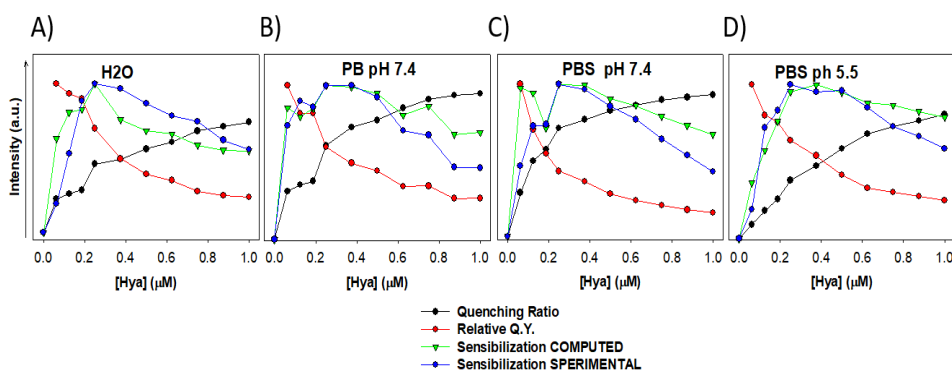 A)
B)
C)
D)
H2O
PB pH 7.4
PBS pH 7.4
PBS ph 5.5
Intensity (a.u.)
0.0 0.2 0.4 0.6 0.8 1.0
0.0 0.2 0.4 0.6 0.8 1.0
0.0 0.2 0.4 0.6 0.8 1.0
0.0 0.2 0.4 0.6 0.8 1.0
[Hya] (μM)
[Hya] (μM)
[Hya] (μM)
[Hya] (μM)
Quenching Ratio
Relative Q.Y.
Sensibilization COMPUTED
Sensibilization SPERIMENTAL